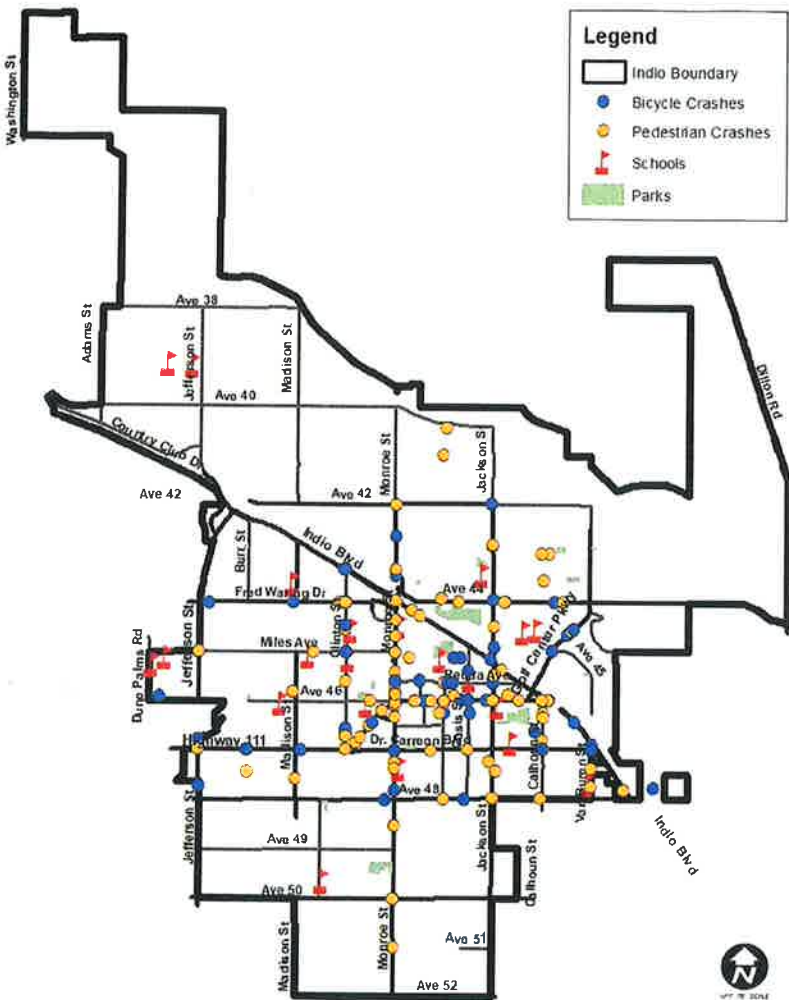 Legend
Indio Boundary
Bicycle Crashes
Pedestrian Crashes
Schools
Parks
Washington St
Ave 38
Adams St
Jefferson St
Madison St
Dillon Rd
Ave 40
Country Club Dr
Monroe St
Jackson St
Ave 42
Ave 42
Burr St
Indio Blvd
Fred Waring Dr
Ave 44
Clinton St
Monroe
Golf Center Pkwy
Jefferson St
Miles Ave
Ave 45
Dune Palms Rd
Ave 46
Madison St
Highway 111
Dr. Carreon Blvd
Calhoun
Van Buren St
Ave 48
Jefferson St
Jackson St
Indio Blvd
Ave 49
Calhoun St
Ave 50
Madison St
Monroe St
Ave 51
Ave 52
N